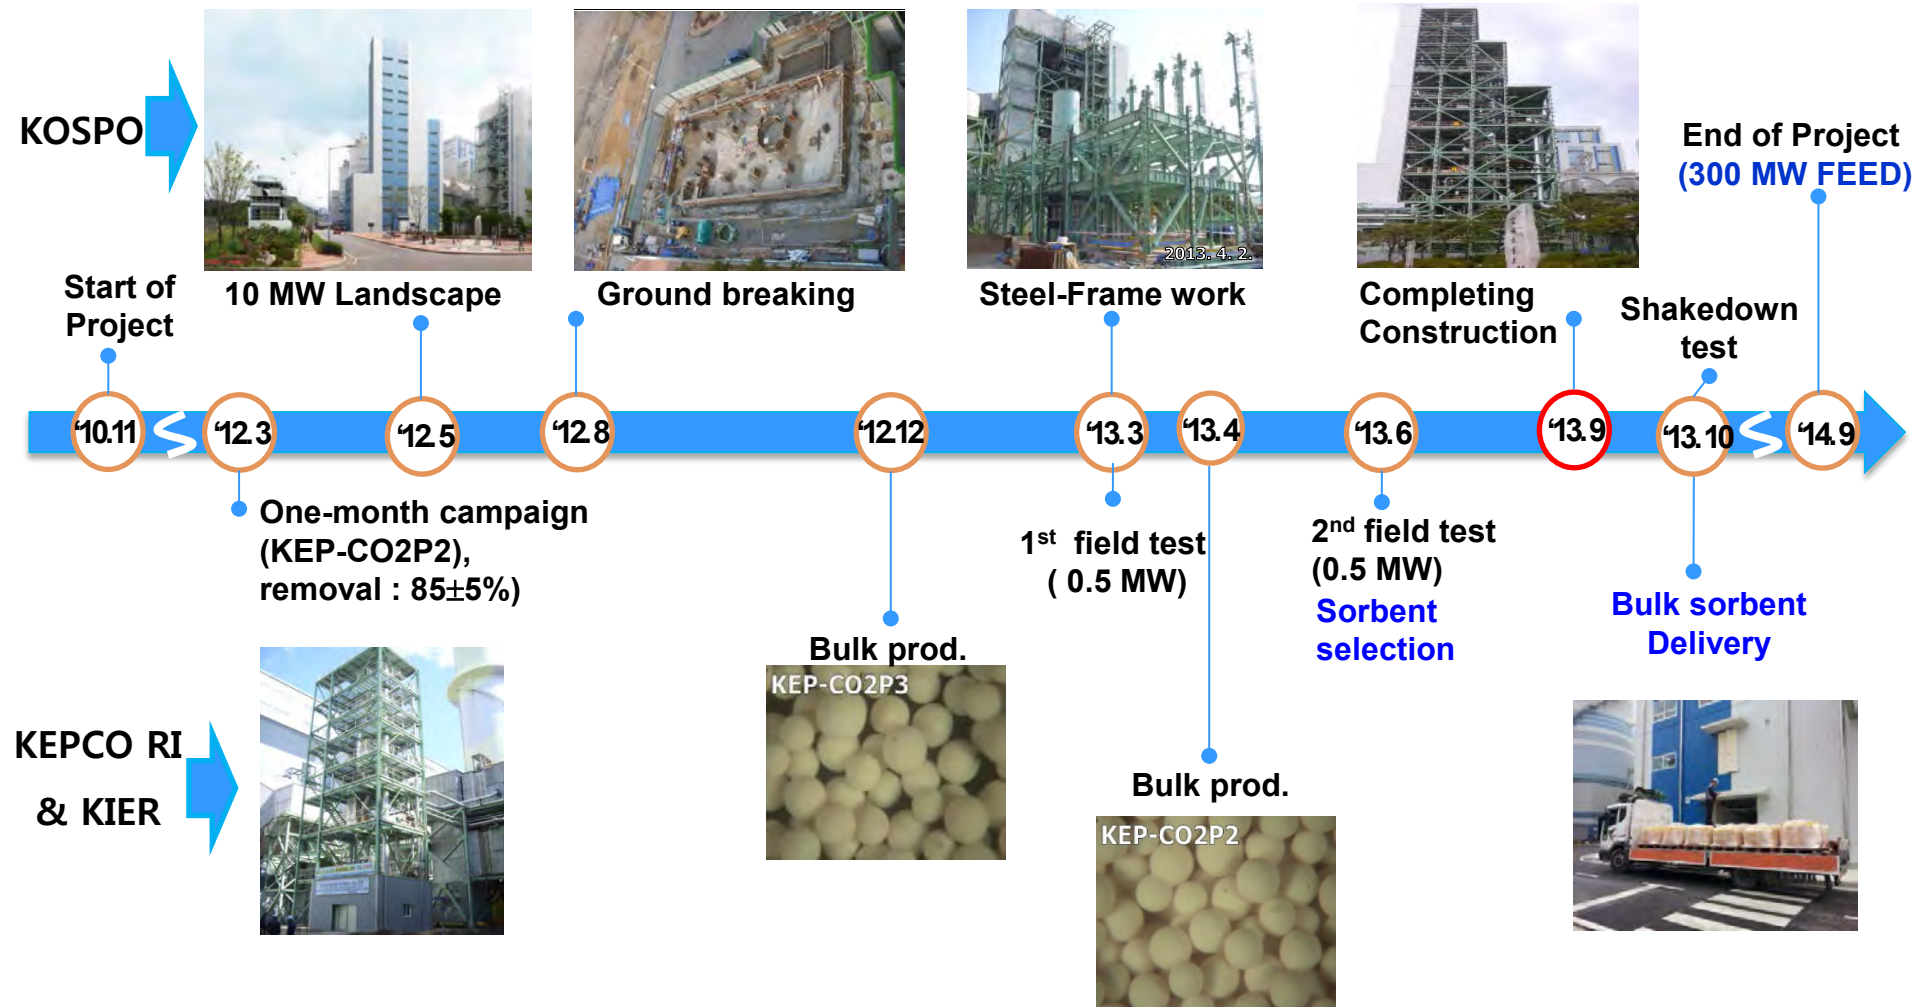 KOSPO
2013. 4. 2.
Start of
Project
10 MW Landscape
Ground breaking
Steel-Frame work
Completing
Construction
Shakedown
test
End of Project
(300 MW FEED)
‘10.11
‘12.3
‘12.5
‘12.8
‘12.12
‘13.3
‘13.4
‘13.6
‘13.9
‘13.10
‘14.9
One-month campaign
(KEP-CO2P2),
removal : 85±5%)
1st field test
( 0.5 MW)
2nd field test
(0.5 MW)
Sorbent
selection
Bulk sorbent
Delivery
Bulk prod.
KEP-CO2P3
Bulk prod.
KEP-CO2P2
KEPCO RI
& KIER